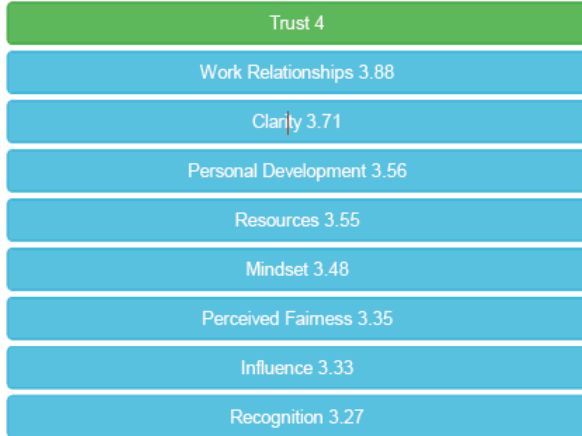 Trust 4
Work Relationships 3.88
Clarity 3.71
Personal Development 3.56
Resources 3.55
Mindset 3.48
Perceived Fairness 3.35
Influence 3.33
Recognition 3.27